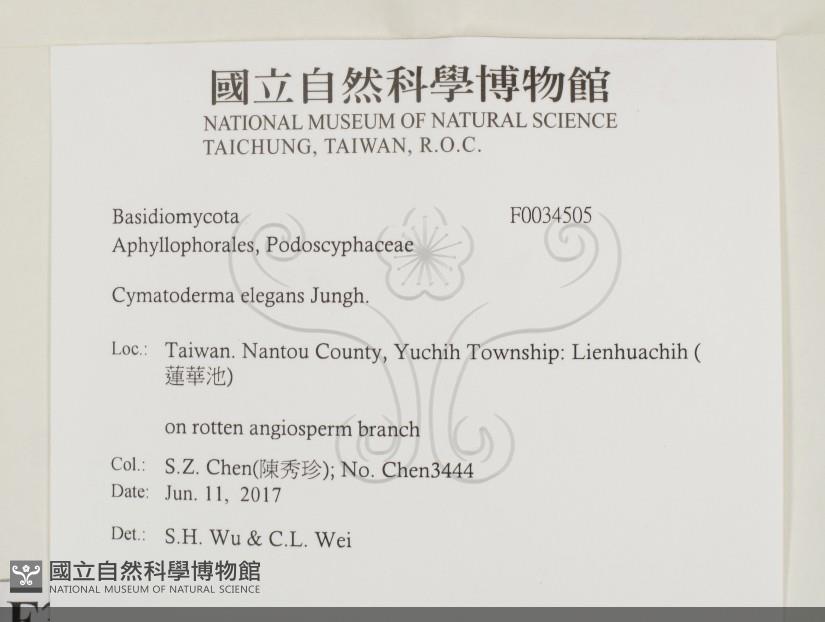 國立自然科學博物館
NATIONAL MUSEUM OF NATURAL SCIENCE
TAICHUNG, TAIWAN, R.O.C.
Basidiomycota F0034505
Aphyllophorales, Podoscyphaceae
Cymatoderma elegans Jungh.
Loc.: Taiwan. Nantou County, Yuchih Township: Lienhuachih (
蓮華池)
on rotten angiosperm branch
Col.: S.Z. Chen(陳秀珍); No. Chen3444
Date: Jun. 11, 2017
Det.: S.H. Wu & C.L. Wei
國立自然科學博物館
NATIONAL MUSEUM OF NATURAL SCIENCE